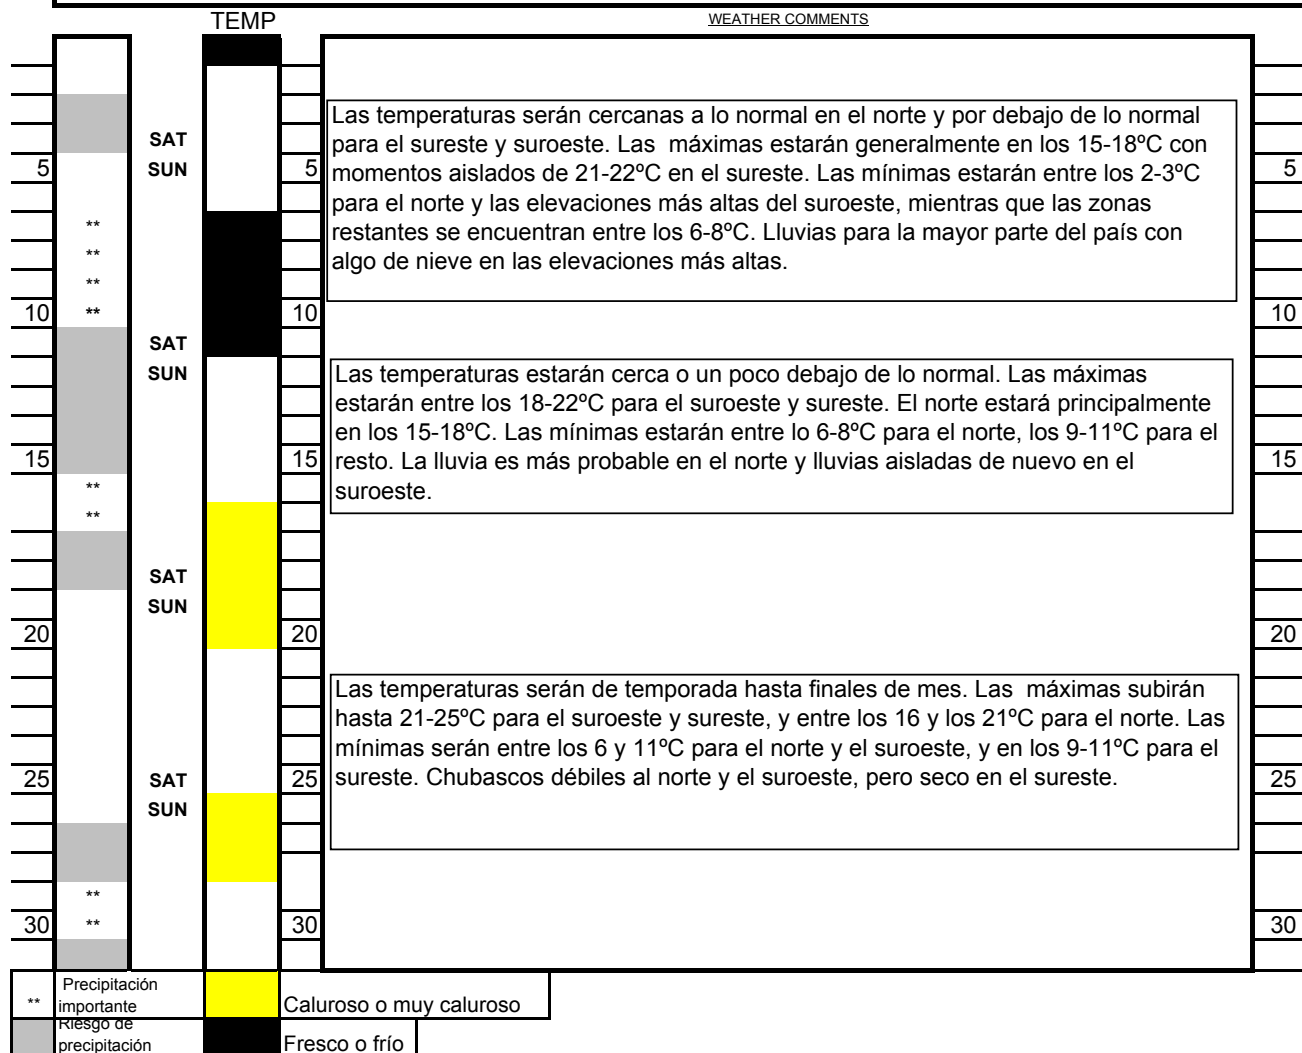 TEMP
WEATHER COMMENTS
Las temperaturas serán cercanas a lo normal en el norte y por debajo de lo normal
SAT
para el sureste y suroeste. Las máximas estarán generalmente en los 15-18ºC con
5 SUN 5 5
momentos aislados de 21-22ºC en el sureste. Las mínimas estarán entre los 2-3ºC
para el norte y las elevaciones más altas del suroeste, mientras que las zonas
**
restantes se encuentran entre los 6-8ºC. Lluvias para la mayor parte del país con
**
algo de nieve en las elevaciones más altas.
**
10 ** 10 10
SAT
SUN
Las temperaturas estarán cerca o un poco debajo de lo normal. Las máximas
estarán entre los 18-22ºC para el suroeste y sureste. El norte estará principalmente
en los 15-18ºC. Las mínimas estarán entre lo 6-8ºC para el norte, los 9-11ºC para el
15 15 15
resto. La lluvia es más probable en el norte y lluvias aisladas de nuevo en el
**
suroeste.
**
SAT
SUN
20 20 20
Las temperaturas serán de temporada hasta finales de mes. Las máximas subirán
hasta 21-25ºC para el suroeste y sureste, y entre los 16 y los 21ºC para el norte. Las
mínimas serán entre los 6 y 11ºC para el norte y el suroeste, y en los 9-11ºC para el
25 SAT 25 25
sureste. Chubascos débiles al norte y el suroeste, pero seco en el sureste.
SUN
**
30 ** 30 30
** Precipitación
importante
Caluroso o muy caluroso
Riesgo de
precipitación
Fresco o frío